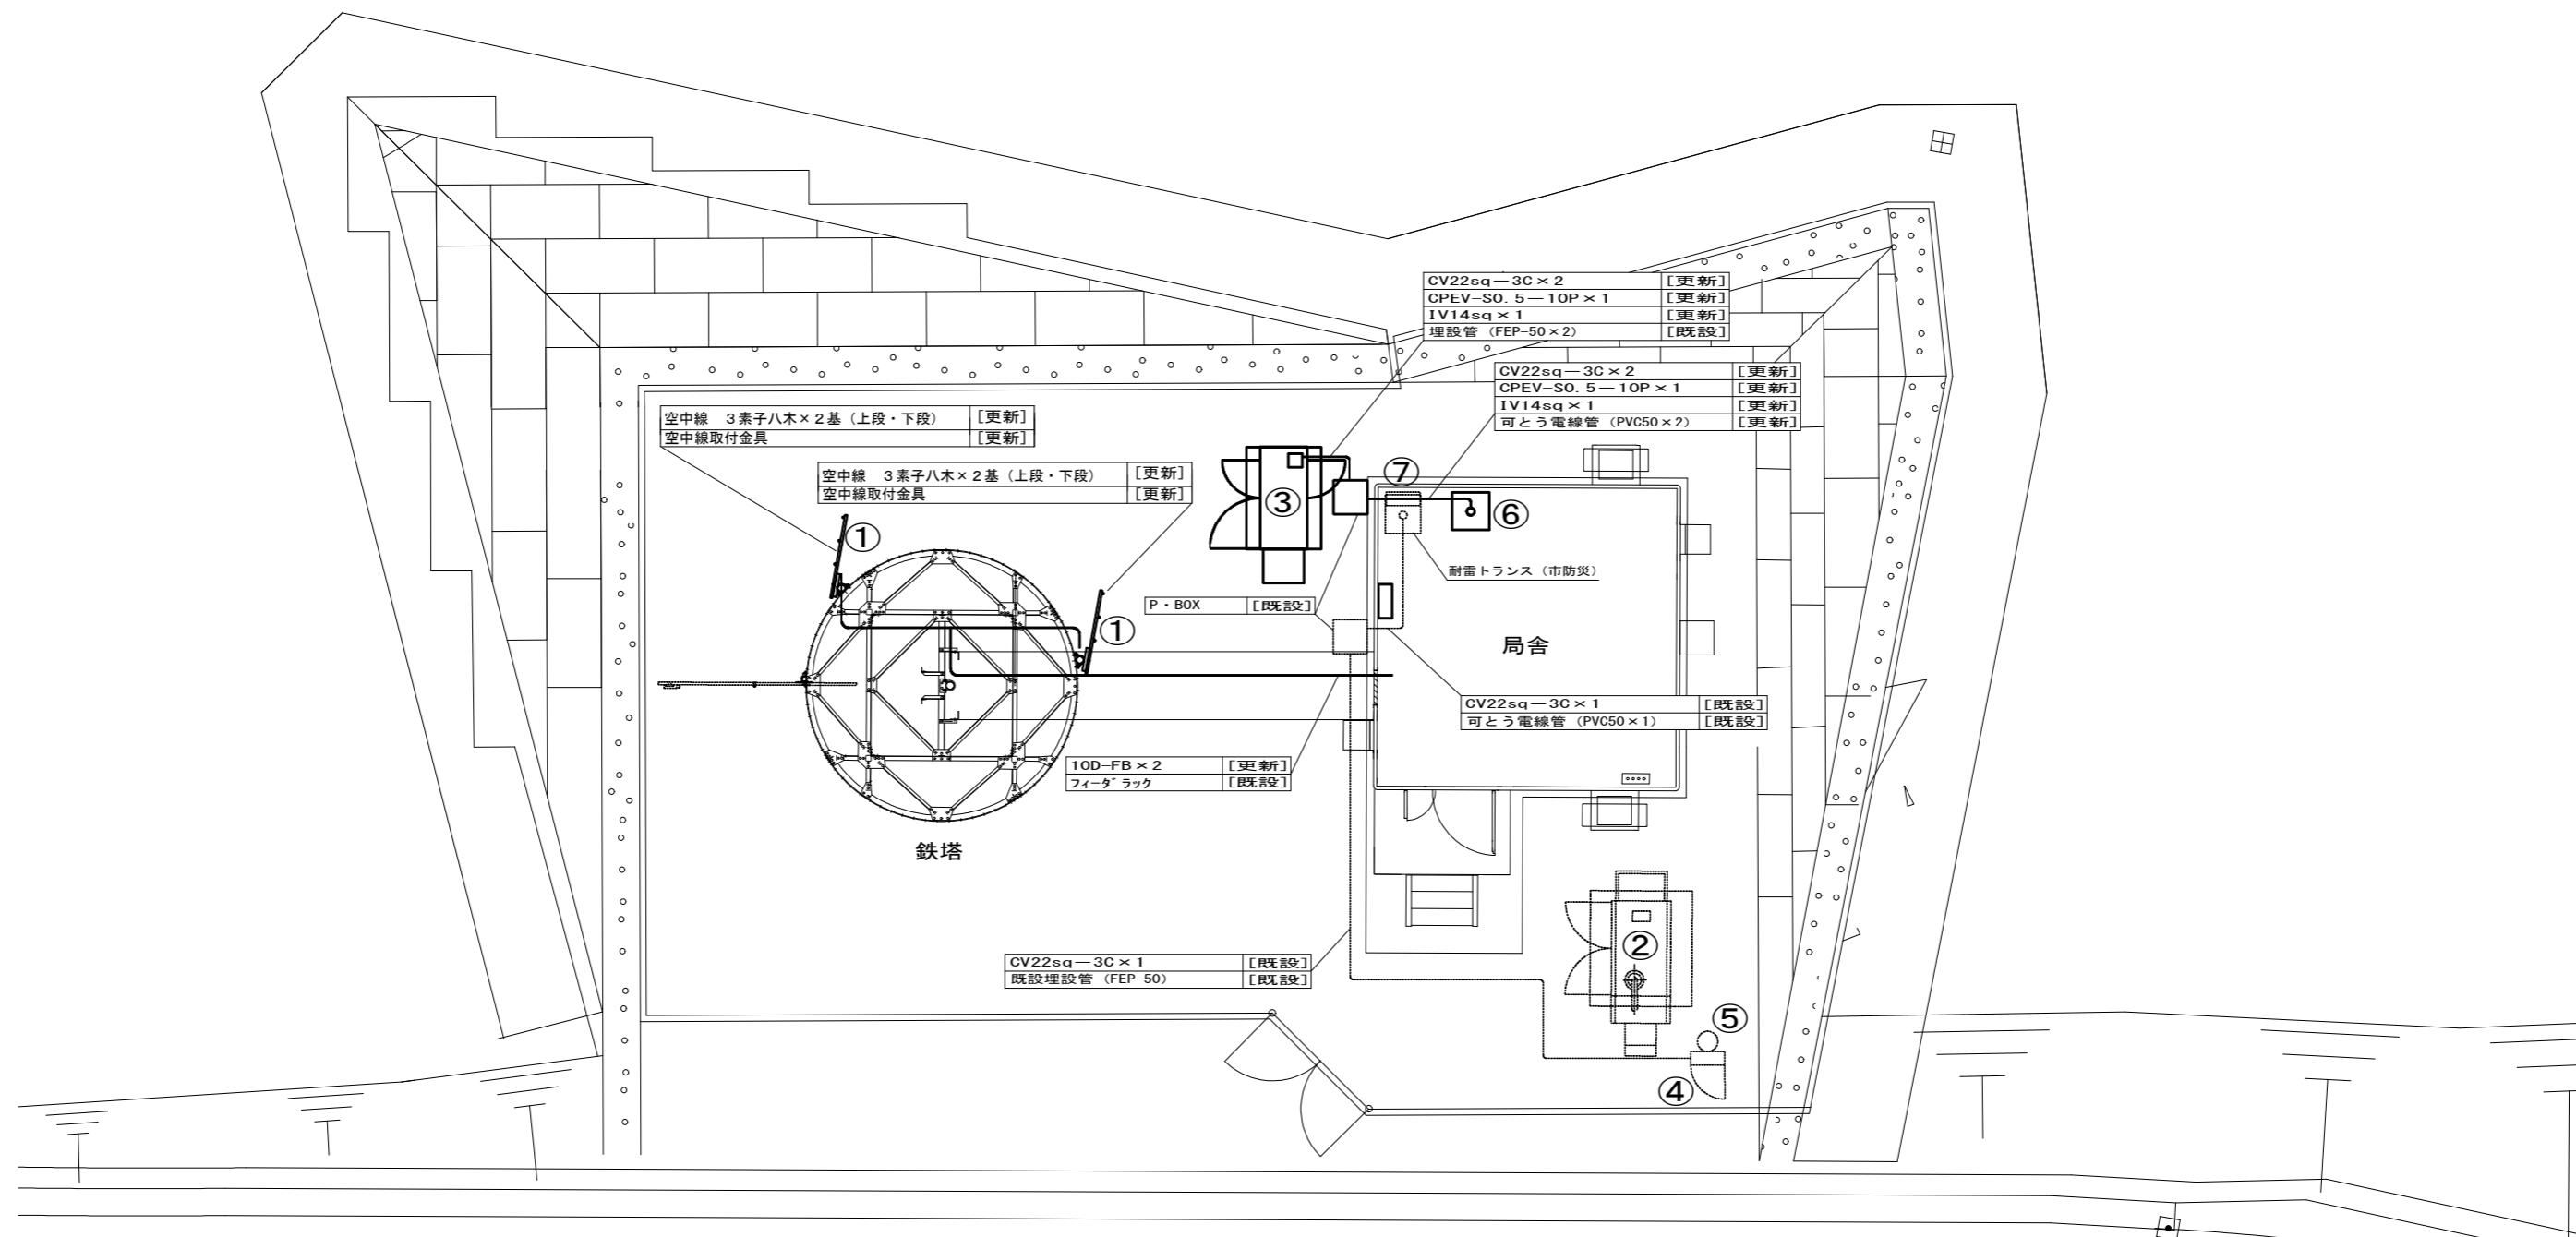 CV22sq－3C×2 [更新]
CPEV-S0.5－10P×1 [更新]
IV14sq×1 [更新]
埋設管（FEP-50×2） [既設]
CV22sq－3C×2 [更新]
CPEV-S0.5－10P×1 [更新]
IV14sq×1 [更新]
可とう電線管（PVC50×2） [更新]
空中線　３素子八木×２基（上段・下段） [更新]
空中線取付金具 [更新]
空中線　３素子八木×２基（上段・下段） [更新]
空中線取付金具 [更新]
⑦
③
⑥
①
耐雷トランス（市防災）
P・BOX [既設]
①
局舎
CV22sq－3C×1 [既設]
可とう電線管（PVC50×1） [既設]
10D-FB×2 [更新]
フィーダラック [既設]
鉄塔
②
CV22sq－3C×1 [既設]
既設埋設管（FEP-50） [既設]
⑤
④